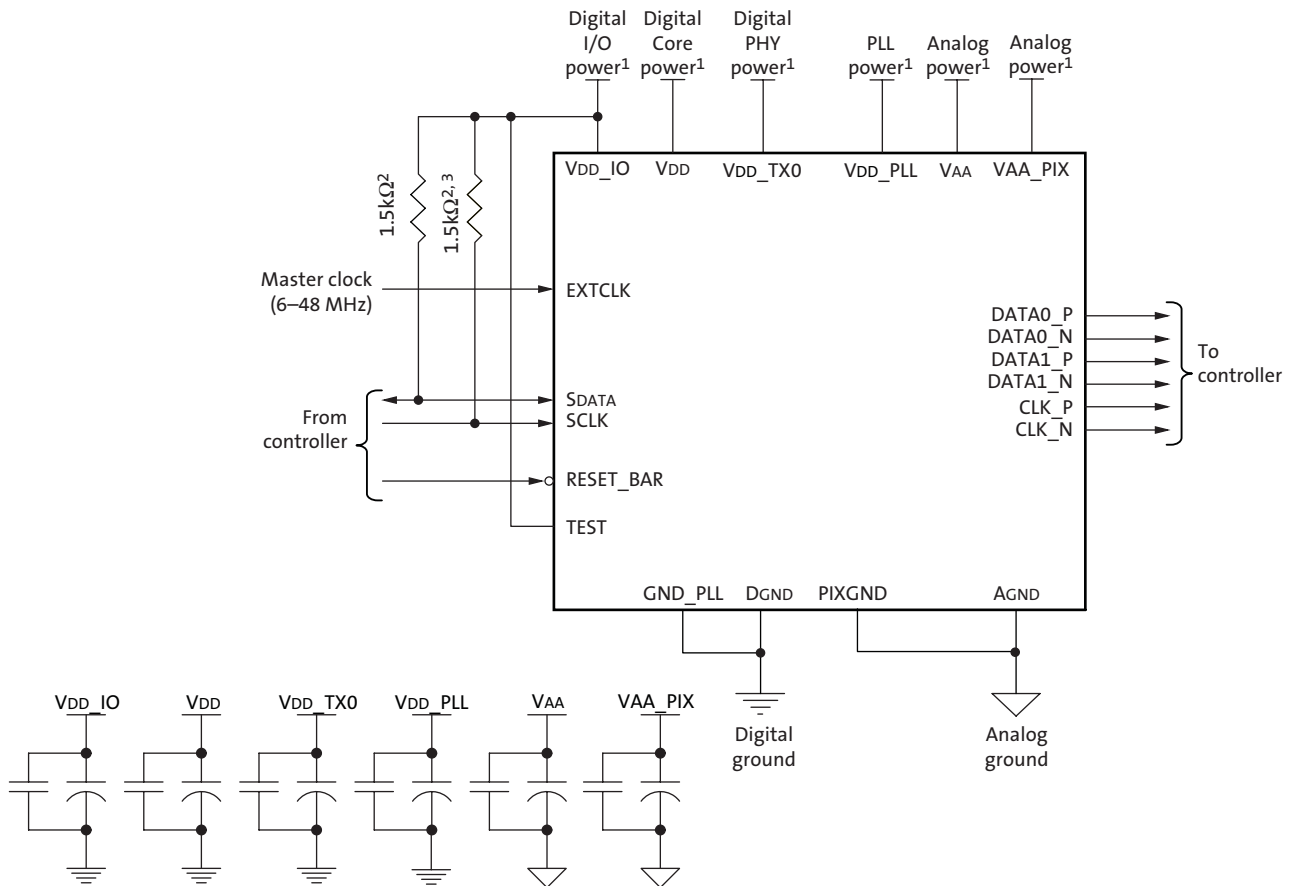 Digital I/O power1
Digital Core power1
Digital PHY power1
PLL power1
Analog power1
Analog power1
VDD_IO VDD VDD_TX0 VDD_PLL VAA VAA_PIX
1.5kΩ2
1.5kΩ2, 3
Master clock
(6–48 MHz)
EXTCLK
From
controller
SDATA
SCLK
RESET_BAR
TEST
DATA0_P
DATA0_N
DATA1_P
DATA1_N
CLK_P
CLK_N
To
controller
GND_PLL DGND PIXGND AGND
Digital
ground
Analog
ground
VDD_IO VDD VDD_TX0 VDD_PLL VAA VAA_PIX